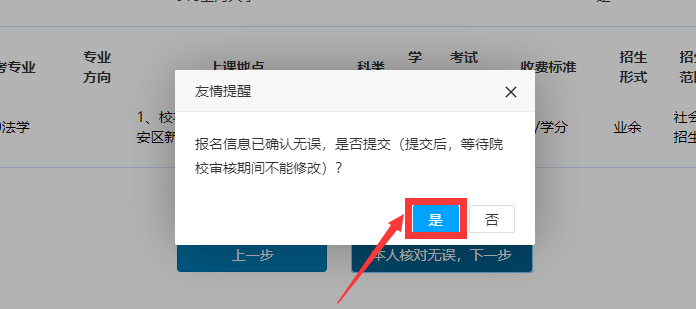 专业
方向
上课地点
科类
学
考试
收费标准
招生
形式
招生
考专业
法学
1、校
安区新
/学分
业余
社会
招生
友情提醒
报名信息已确认无误，是否提交（提交后，等待院
校审核期间不能修改）？
是
否
上一步
本人核对无误，下一步